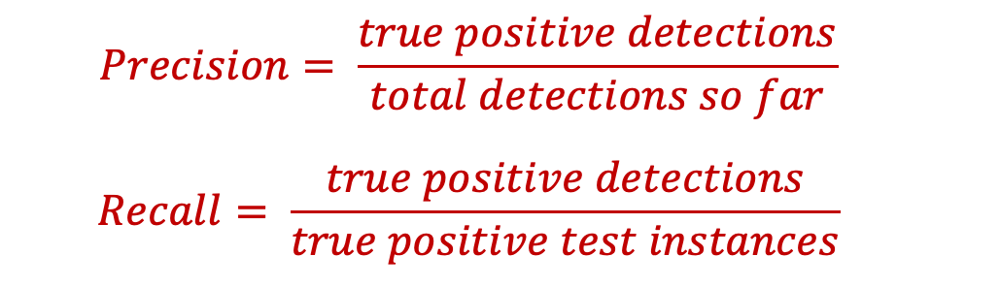 Precision = true positive detections / total detections so far
Recall = true positive detections / true positive test instances